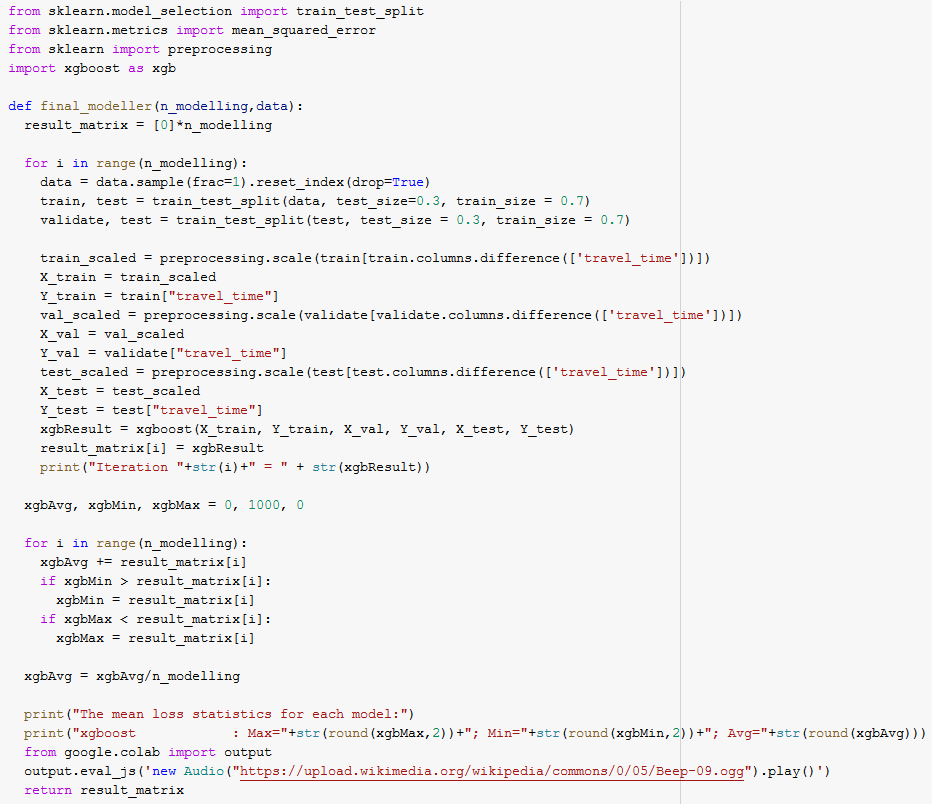 from sklearn.model_selection import train_test_split
from sklearn.metrics import mean_squared_error
from sklearn import preprocessing
import xgboost as xgb

def final_modeller(n_modelling,data):
  result_matrix = [0]*n_modelling

  for i in range(n_modelling):
    data = data.sample(frac=1).reset_index(drop=True)
    train, test = train_test_split(data, test_size=0.3, train_size = 0.7)
    validate, test = train_test_split(test, test_size = 0.3, train_size = 0.7)

    train_scaled = preprocessing.scale(train[train.columns.difference(['travel_time'])])
    X_train = train_scaled
    Y_train = train["travel_time"]
    val_scaled = preprocessing.scale(validate[validate.columns.difference(['travel_time'])])
    X_val = val_scaled
    Y_val = validate["travel_time"]
    test_scaled = preprocessing.scale(test[test.columns.difference(['travel_time'])])
    X_test = test_scaled
    Y_test = test["travel_time"]
    xgbResult = xgboost(X_train, Y_train, X_val, Y_val, X_test, Y_test)
    result_matrix[i] = xgbResult
    print("Iteration "+str(i)+" = " + str(xgbResult))

  xgbAvg, xgbMin, xgbMax = 0, 1000, 0

  for i in range(n_modelling):
    xgbAvg += result_matrix[i]
    if xgbMin > result_matrix[i]:
      xgbMin = result_matrix[i]
    if xgbMax < result_matrix[i]:
      xgbMax = result_matrix[i]

  xgbAvg = xgbAvg/n_modelling

  print("The mean loss statistics for each model:")
  print("xgboost            : Max="+str(round(xgbMax,2))+"; Min="+str(round(xgbMin,2))+"; Avg="+str(round(xgbAvg)))
  from google.colab import output
  output.eval_js('new Audio("https://upload.wikimedia.org/wikipedia/commons/0/05/Beep-09.ogg").play()')
  return result_matrix